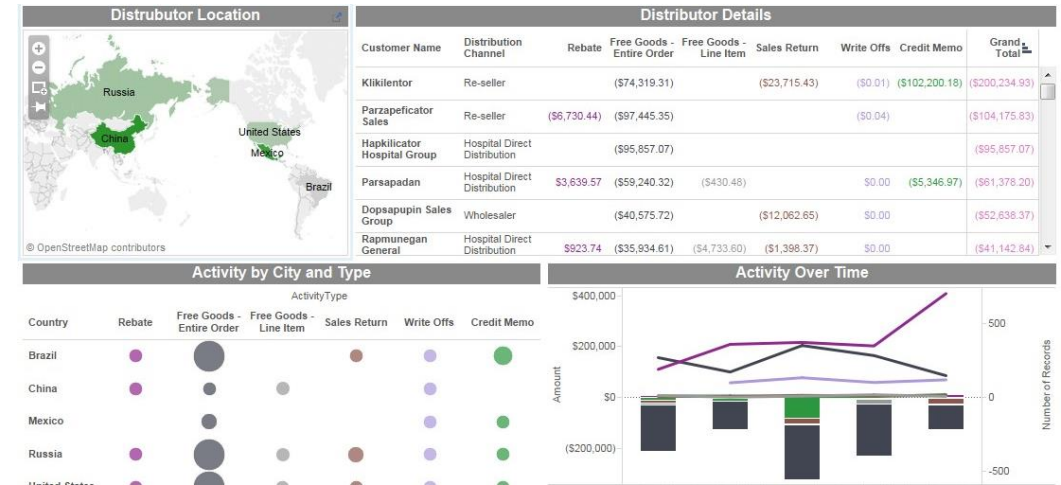 Distrubutor Location
Russia
China
United States
Mexico
Brazil
© OpenStreetMap contributors
Distributor Details
Customer Name Distribution Channel Rebate Free Goods - Entire Order Free Goods - Line Item Sales Return Write Offs Credit Memo Grand Total
Klikilentor Re-seller ($74,319.31) ($23,715.43) ($0.01) ($102,200.18) ($200,234.93)
Parzapeficator Sales Re-seller ($6,730.44) ($97,445.35) ($0.04) ($104,175.83)
Hapkilicator Hospital Group Hospital Direct Distribution ($95,857.07) ($95,857.07)
Parsapadan Hospital Direct Distribution $3,639.57 ($59,240.32) ($430.48) $0.00 ($5,346.97) ($61,378.20)
Dopsapupin Sales Group Wholesaler ($40,575.72) ($12,062.65) $0.00 ($52,638.37)
Rapmunegan General Hospital Direct Distribution $923.74 ($35,934.61) ($4,733.60) ($1,398.37) $0.00 ($41,142.84)
Activity by City and Type
ActivityType
Country Rebate Free Goods - Entire Order Free Goods - Line Item Sales Return Write Offs Credit Memo
Brazil
China
Mexico
Russia
United States
Activity Over Time
$400,000
$200,000
$0
($200,000)
Amount
500
0
-500
Number of Records